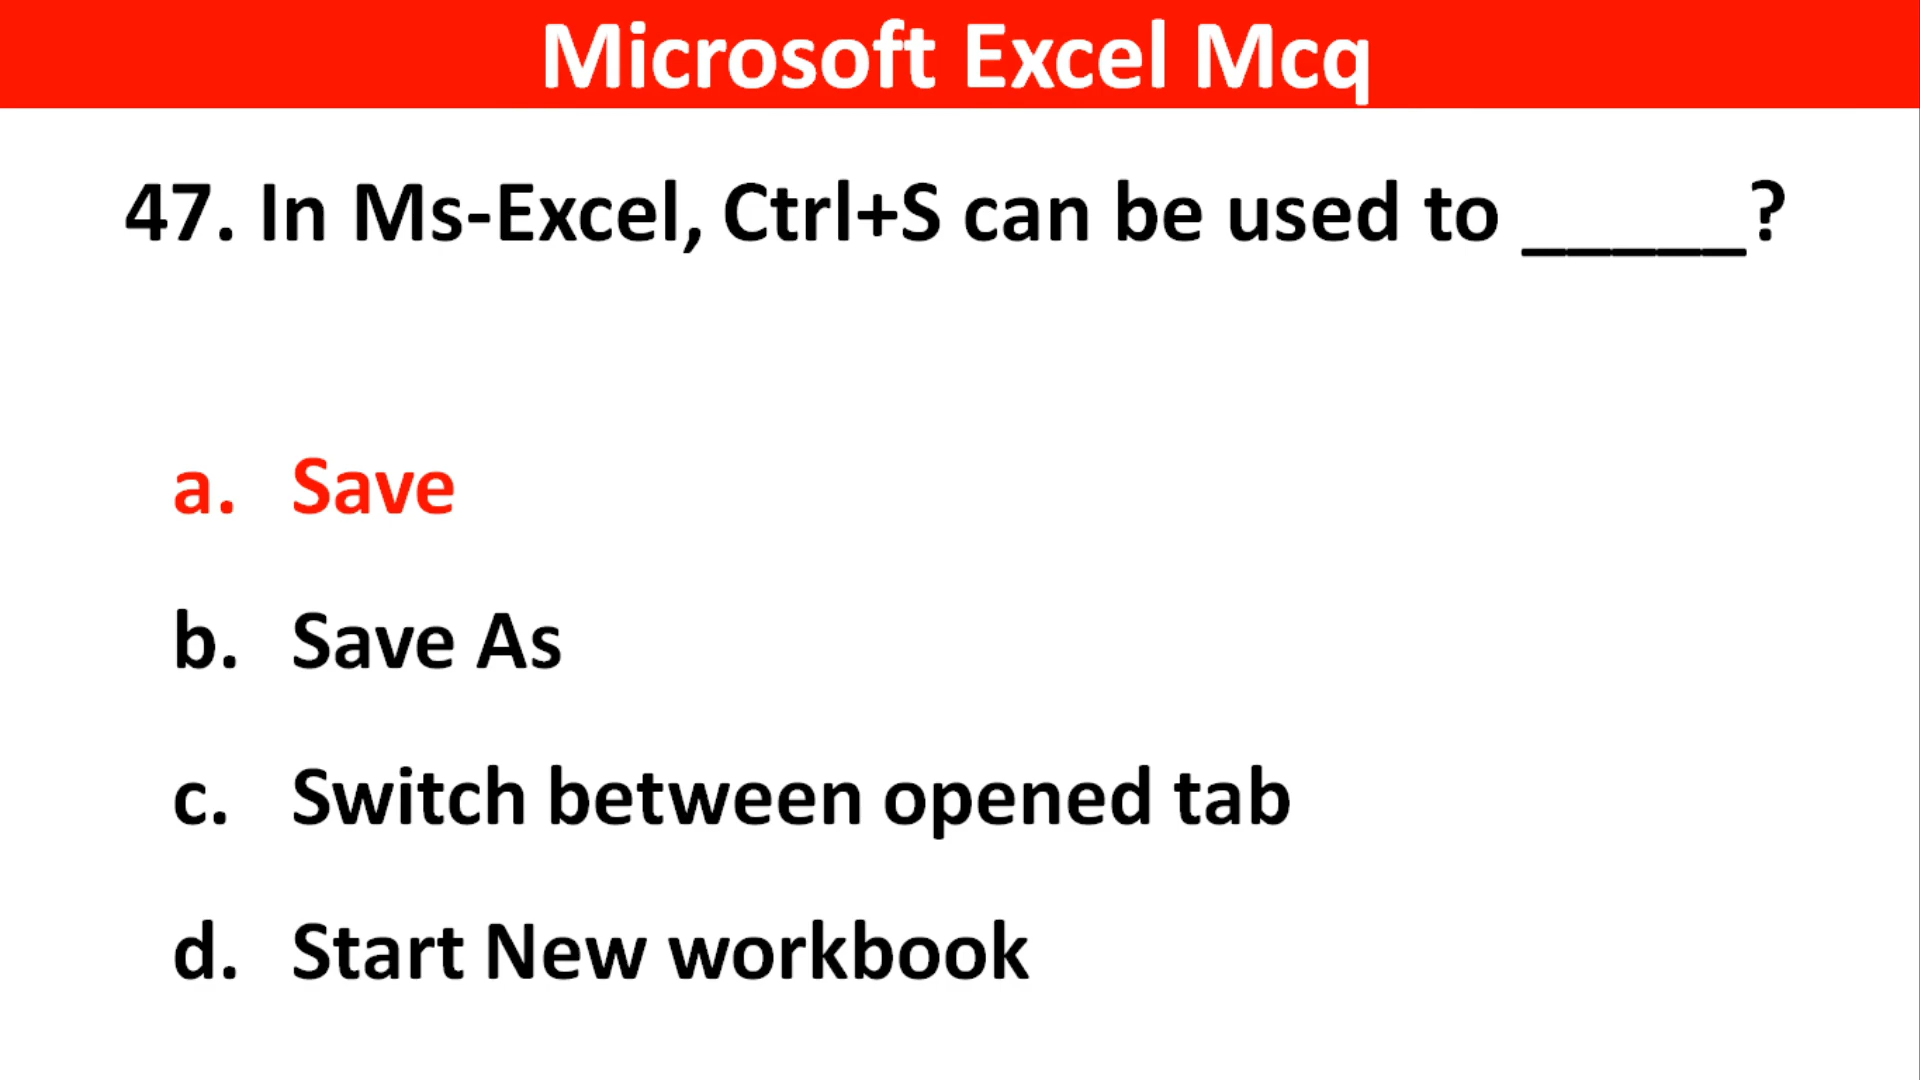 Microsoft Excel Mcq
47. In Ms-Excel, Ctrl+S can be used to _____?
a. Save
b. Save As
c. Switch between opened tab
d. Start New workbook